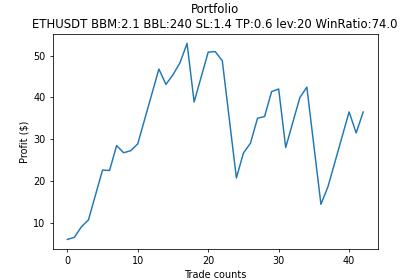 Portfolio
ETHUSDT BBM:2.1 BBL:240 SL:1.4 TP:0.6 lev:20 WinRatio:74.0
Profit ($)
50
40
30
20
10
0
10
20
30
40
Trade counts